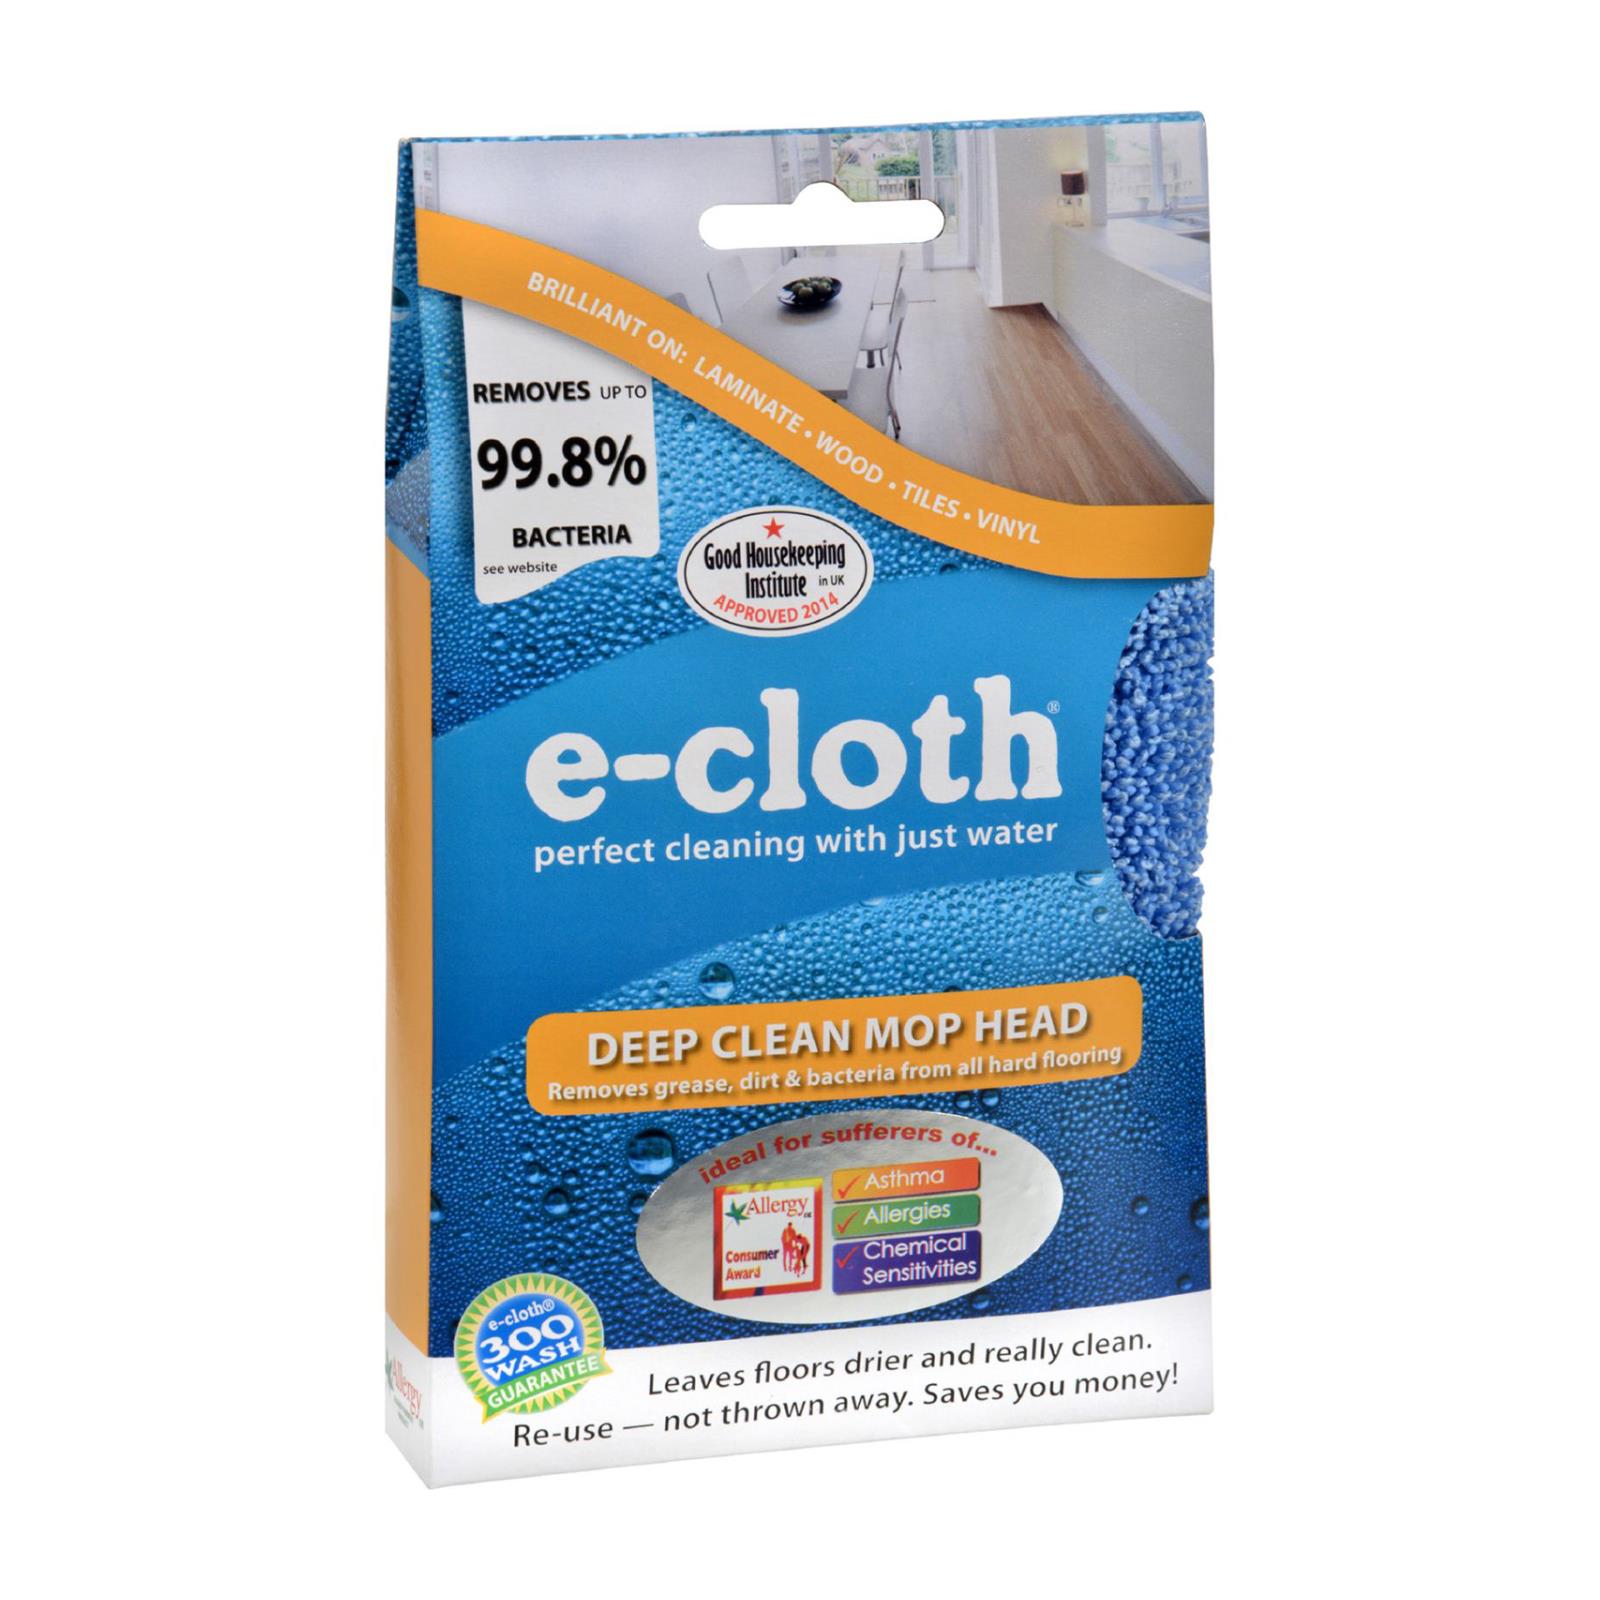 BRILLIANT ON: LAMINATE • WOOD • TILES • VINYL
REMOVES UP TO
99.8%
BACTERIA
see website
Good Housekeeping
Institute in UK
APPROVED 2014
e-cloth®
perfect cleaning with just water
DEEP CLEAN MOP HEAD
Removes grease, dirt & bacteria from all hard flooring
ideal for sufferers of...
Allergy UK
Consumer
Award
Asthma
Allergies
Chemical
Sensitivities
e-cloth®
300
WASH
GUARANTEE
Leaves floors drier and really clean.
Re-use — not thrown away. Saves you money!
Allergy